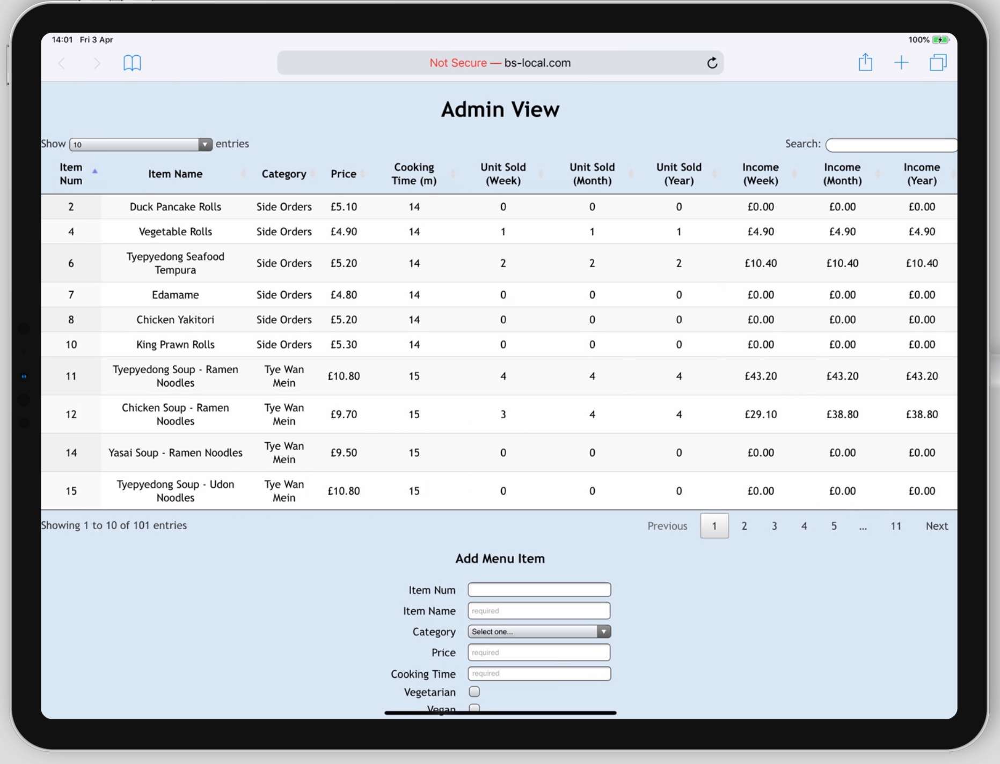 14:01 Fri 3 Apr 100%
Not Secure — bs-local.com
Admin View
Show 10 entries Search:
Item Num Item Name Category Price Cooking Time (m) Unit Sold (Week) Unit Sold (Month) Unit Sold (Year) Income (Week) Income (Month) Income (Year)
2 Duck Pancake Rolls Side Orders £5.10 14 0 0 0 £0.00 £0.00 £0.00
4 Vegetable Rolls Side Orders £4.90 14 1 1 1 £4.90 £4.90 £4.90
6 Tyepyedong Seafood Tempura Side Orders £5.20 14 2 2 2 £10.40 £10.40 £10.40
7 Edamame Side Orders £4.80 14 0 0 0 £0.00 £0.00 £0.00
8 Chicken Yakitori Side Orders £5.20 14 0 0 0 £0.00 £0.00 £0.00
10 King Prawn Rolls Side Orders £5.30 14 0 0 0 £0.00 £0.00 £0.00
11 Tyepyedong Soup - Ramen Noodles Tye Wan Mein £10.80 15 4 4 4 £43.20 £43.20 £43.20
12 Chicken Soup - Ramen Noodles Tye Wan Mein £9.70 15 3 4 4 £29.10 £38.80 £38.80
14 Yasai Soup - Ramen Noodles Tye Wan Mein £9.50 15 0 0 0 £0.00 £0.00 £0.00
15 Tyepyedong Soup - Udon Noodles Tye Wan Mein £10.80 15 0 0 0 £0.00 £0.00 £0.00
Showing 1 to 10 of 101 entries Previous 1 2 3 4 5 ... 11 Next
Add Menu Item
Item Num
Item Name required
Category Select one...
Price required
Cooking Time required
Vegetarian
Vegan